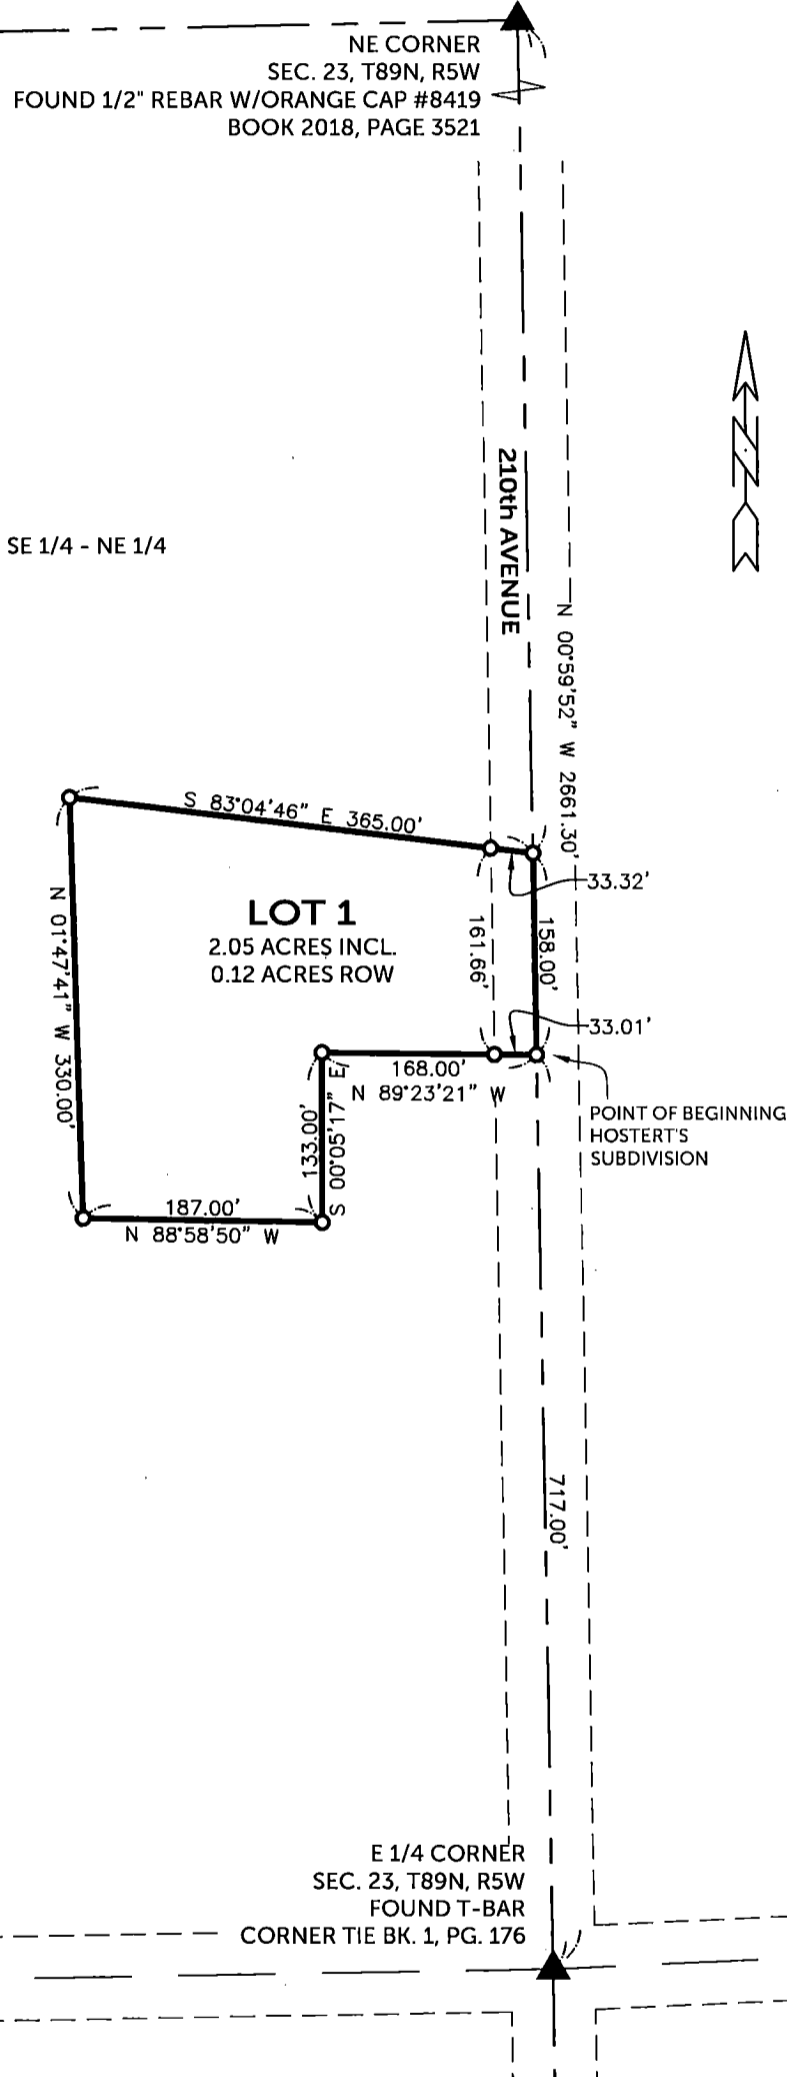 NE CORNER
SEC. 23, T89N, R5W
FOUND 1/2" REBAR W/ORANGE CAP #8419
BOOK 2018, PAGE 3521
210th AVENUE
SE 1/4 - NE 1/4
N 00°59'52" W 2661.30'
S 83°04'46" E 365.00'
33.32'
N 01°47'41" W 330.00'
LOT 1
2.05 ACRES INCL.
0.12 ACRES ROW
161.66'
158.00'
33.01'
168.00'
N 89°23'21" W
133.00'
S 00°05'17" E
POINT OF BEGINNING
HOSTERT'S
SUBDIVISION
187.00'
N 88°58'50" W
717.00'
E 1/4 CORNER
SEC. 23, T89N, R5W
FOUND T-BAR
CORNER TIE BK. 1, PG. 176